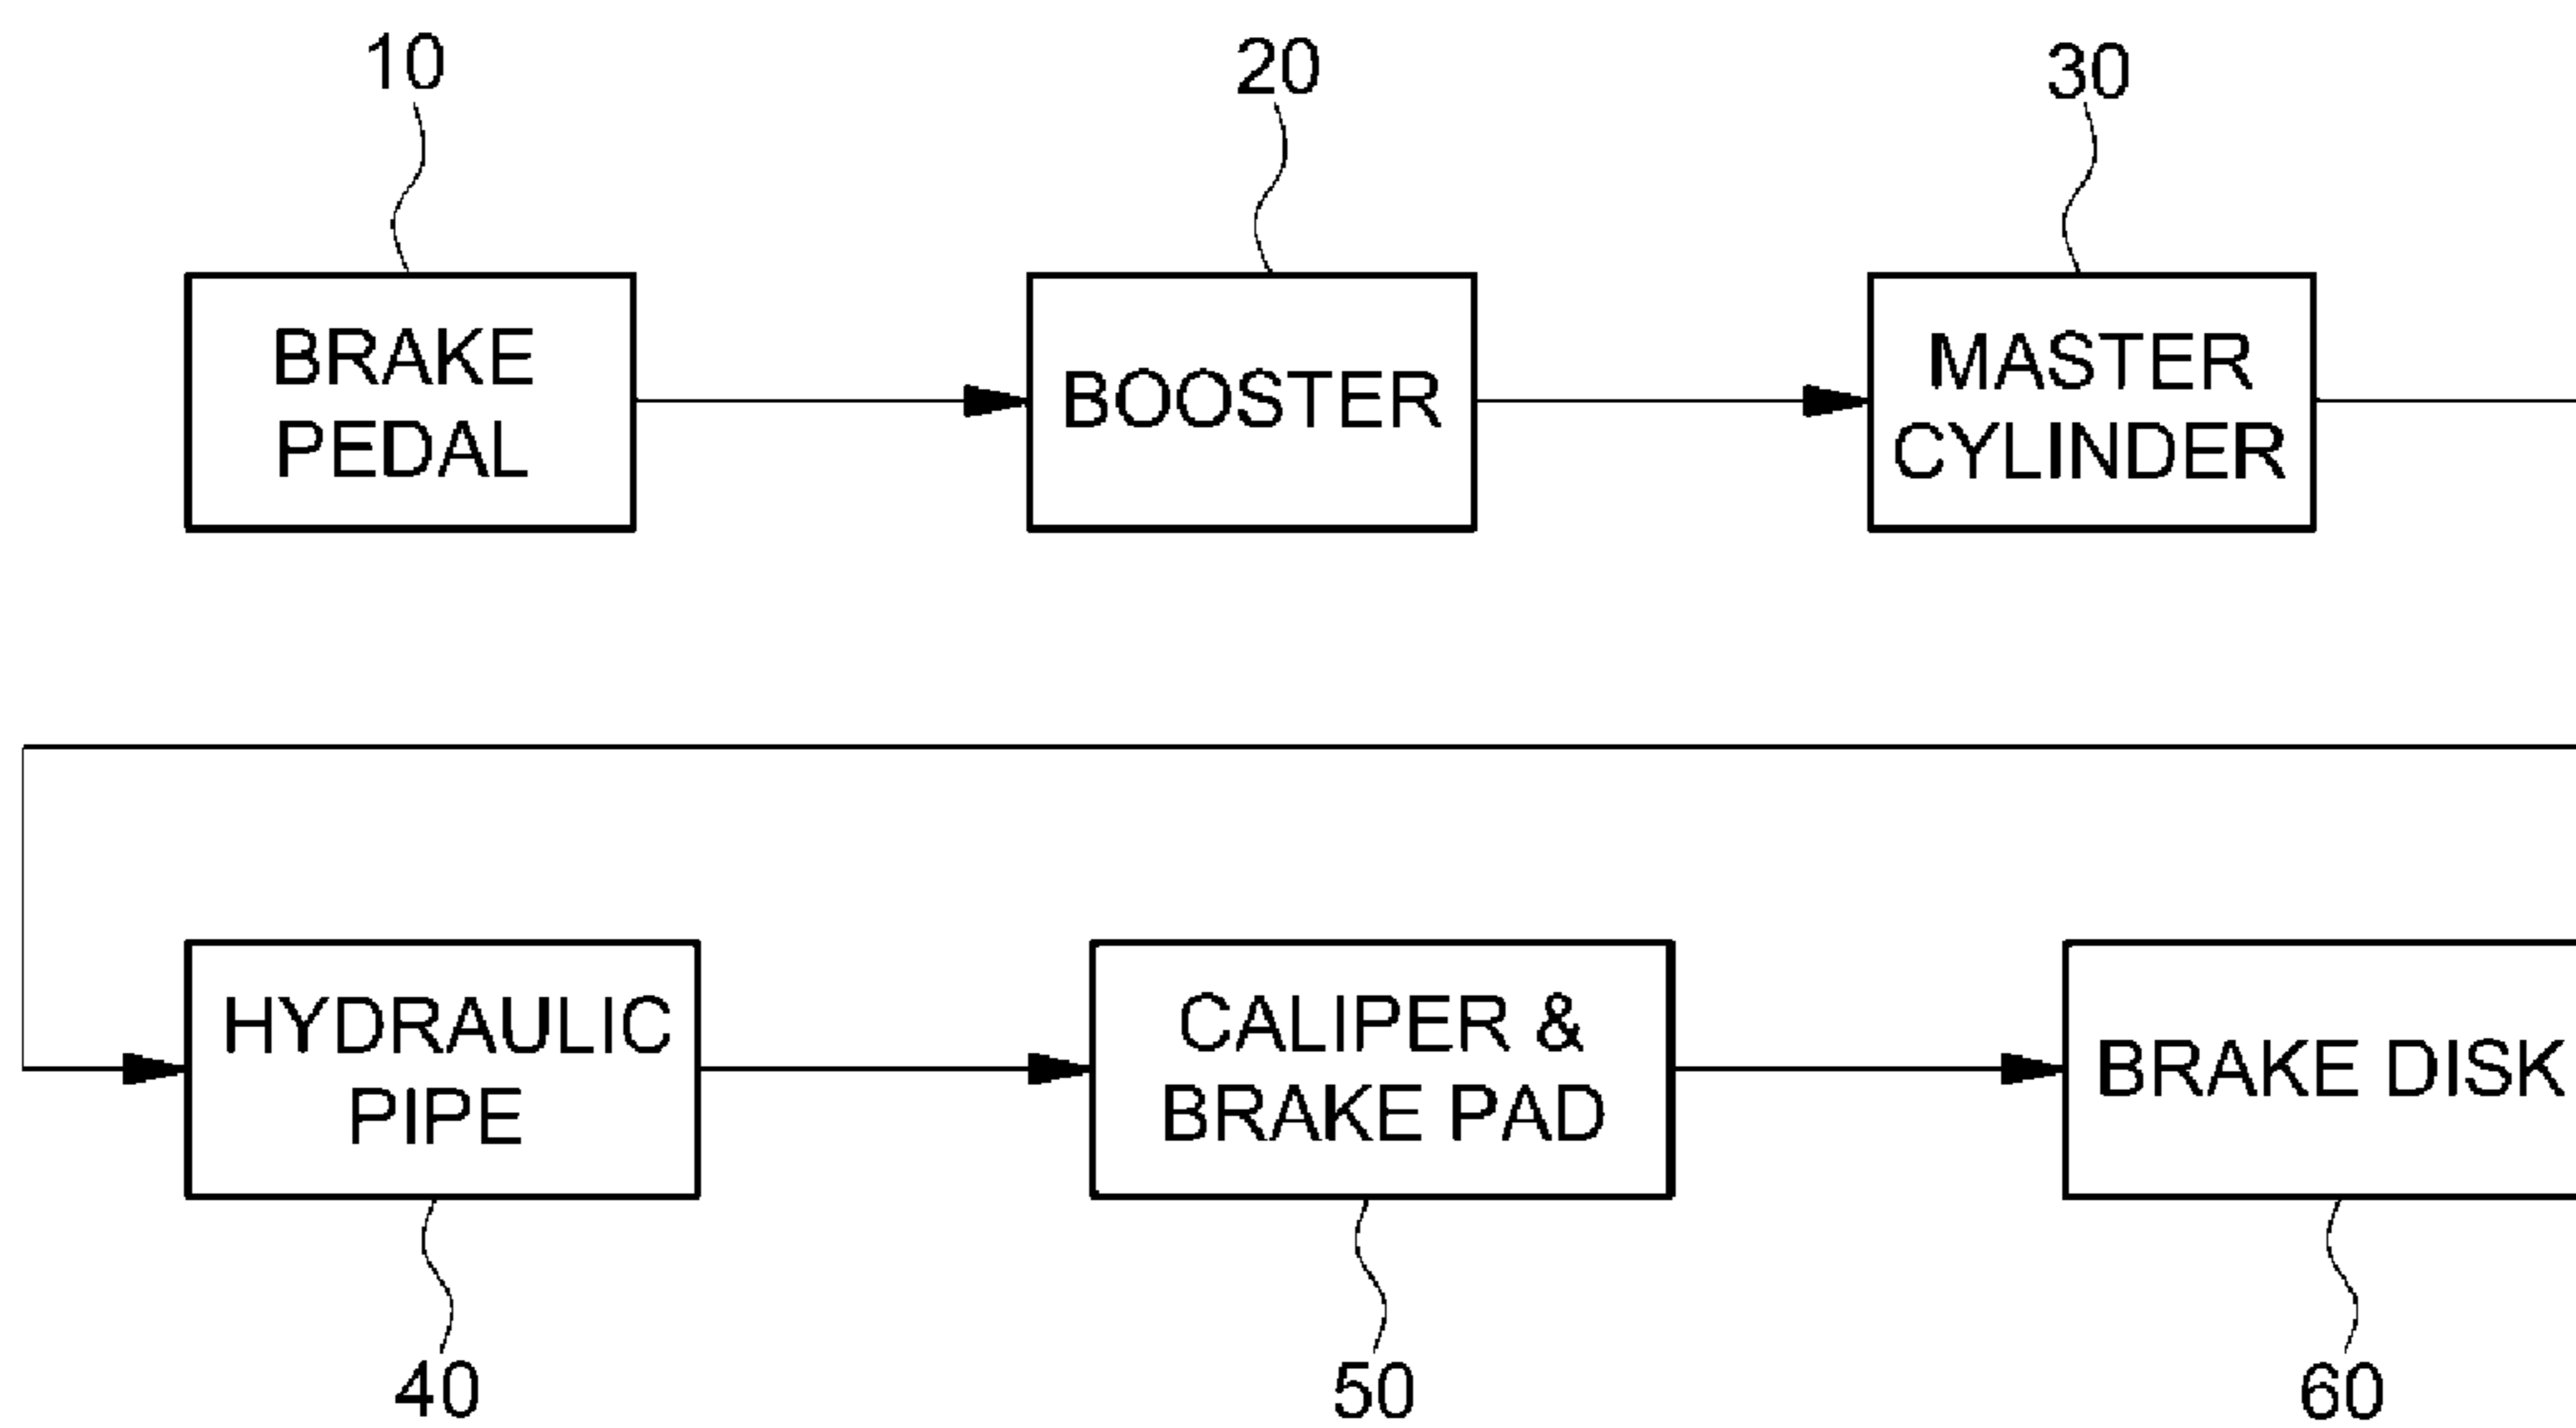 10
20
30
BRAKE
PEDAL
BOOSTER
MASTER
CYLINDER
HYDRAULIC
PIPE
CALIPER &
BRAKE PAD
BRAKE DISK
40
50
60